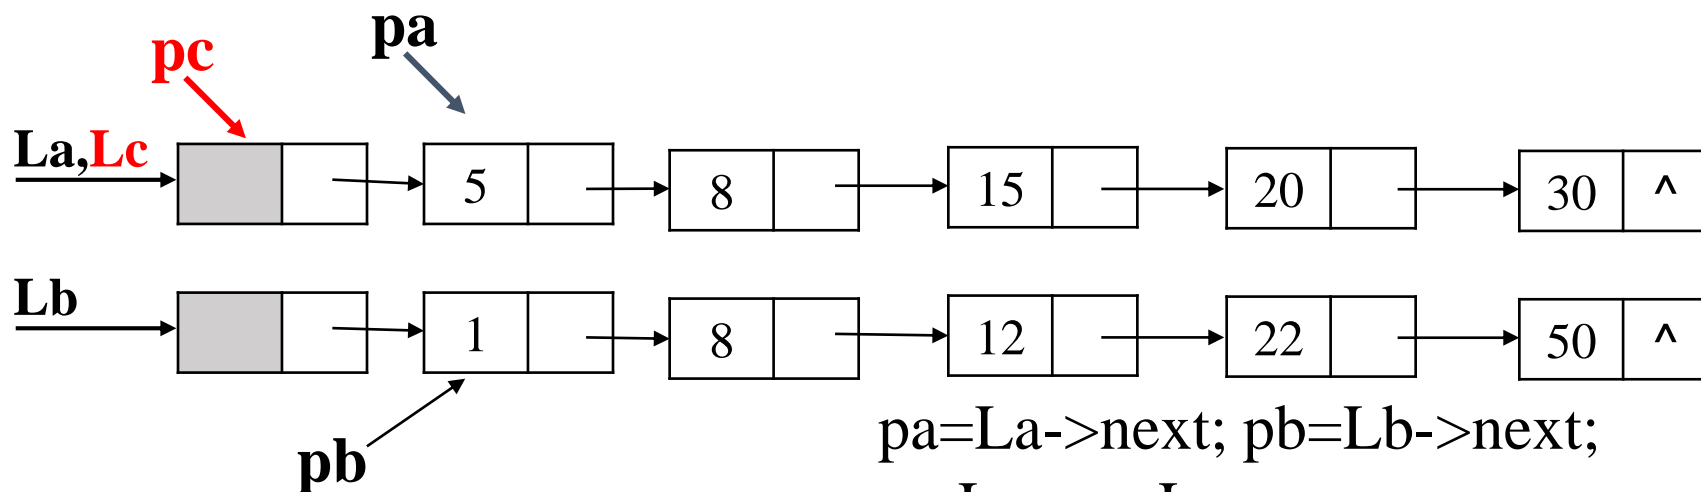 pa
pc
La,Lc
5 8 15 20 30 ^
Lb
1 8 12 22 50 ^
pa=La->next; pb=Lb->next;
pb